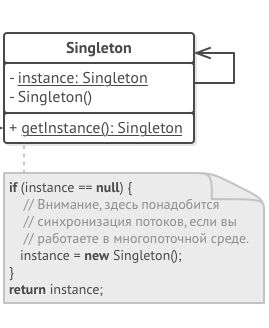 Singleton
- instance: Singleton
- Singleton()
+ getInstance(): Singleton
if (instance == null) {
// Внимание, здесь понадобится
// синхронизация потоков, если вы
// работаете в многопоточной среде.
instance = new Singleton();
}
return instance;